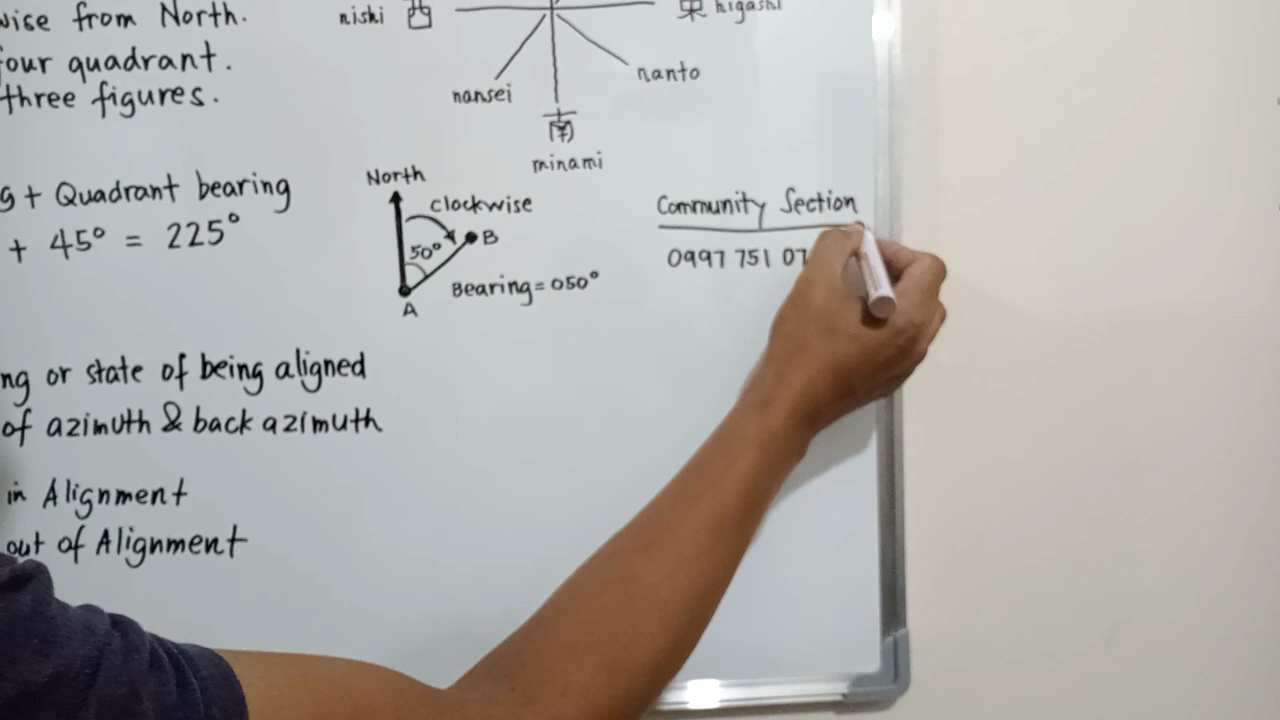 wise from North.
four quadrant.
three figures.
nishi 西
東 higashi
nansei
nanto
南
minami
g + Quadrant bearing
+ 45° = 225°
North
clockwise
50°
B
A
Bearing = 050°
Community Section
0997 751 07
ng or state of being aligned
of azimuth & back azimuth
in Alignment
out of Alignment